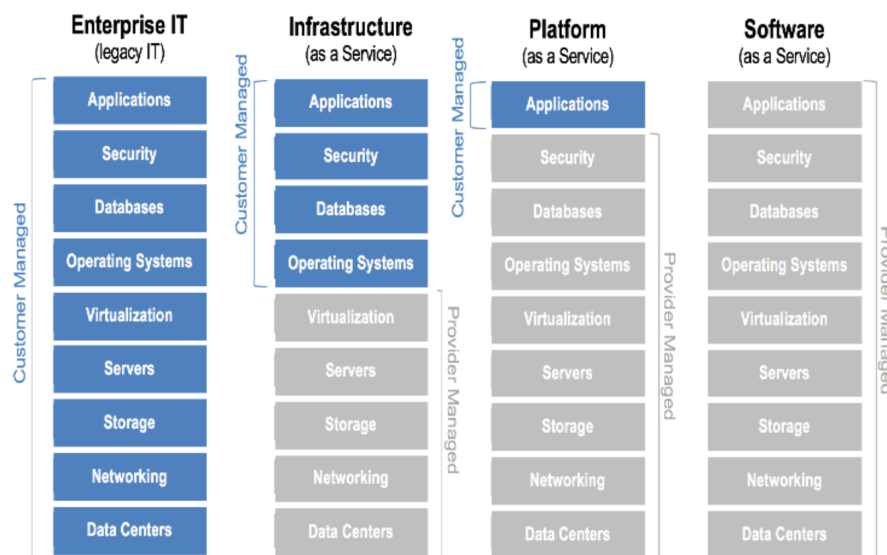 Enterprise IT
(legacy IT)
Customer Managed
Applications
Security
Databases
Operating Systems
Virtualization
Servers
Storage
Networking
Data Centers
Infrastructure
(as a Service)
Customer Managed
Applications
Security
Databases
Operating Systems
Virtualization
Servers
Storage
Networking
Data Centers
Provider Managed
Platform
(as a Service)
Customer Managed
Applications
Security
Databases
Operating Systems
Virtualization
Servers
Storage
Networking
Data Centers
Provider Managed
Software
(as a Service)
Applications
Security
Databases
Operating Systems
Virtualization
Servers
Storage
Networking
Data Centers
Provider Managed